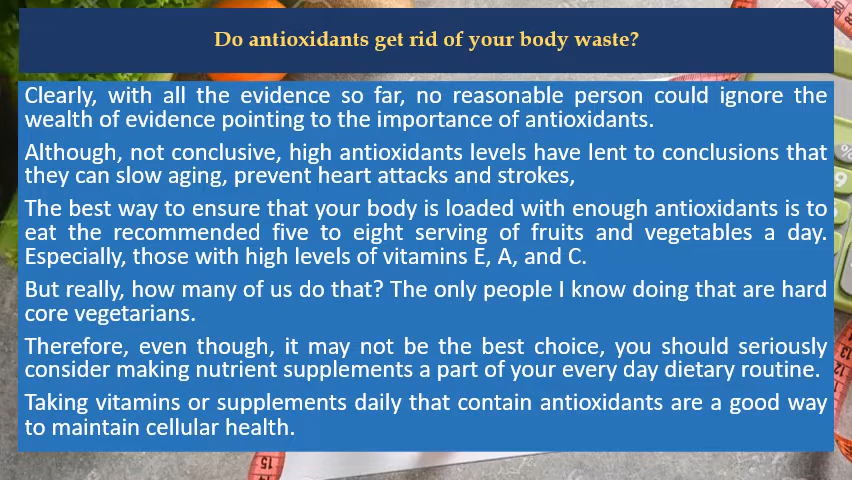 Do antioxidants get rid of your body waste?
Clearly, with all the evidence so far, no reasonable person could ignore the
wealth of evidence pointing to the importance of antioxidants.
Although, not conclusive, high antioxidants levels have lent to conclusions that
they can slow aging, prevent heart attacks and strokes,
The best way to ensure that your body is loaded with enough antioxidants is to
eat the recommended five to eight serving of fruits and vegetables a day.
Especially, those with high levels of vitamins E, A, and C.
But really, how many of us do that? The only people I know doing that are hard
core vegetarians.
Therefore, even though, it may not be the best choice, you should seriously
consider making nutrient supplements a part of your every day dietary routine.
Taking vitamins or supplements daily that contain antioxidants are a good way
to maintain cellular health.
15